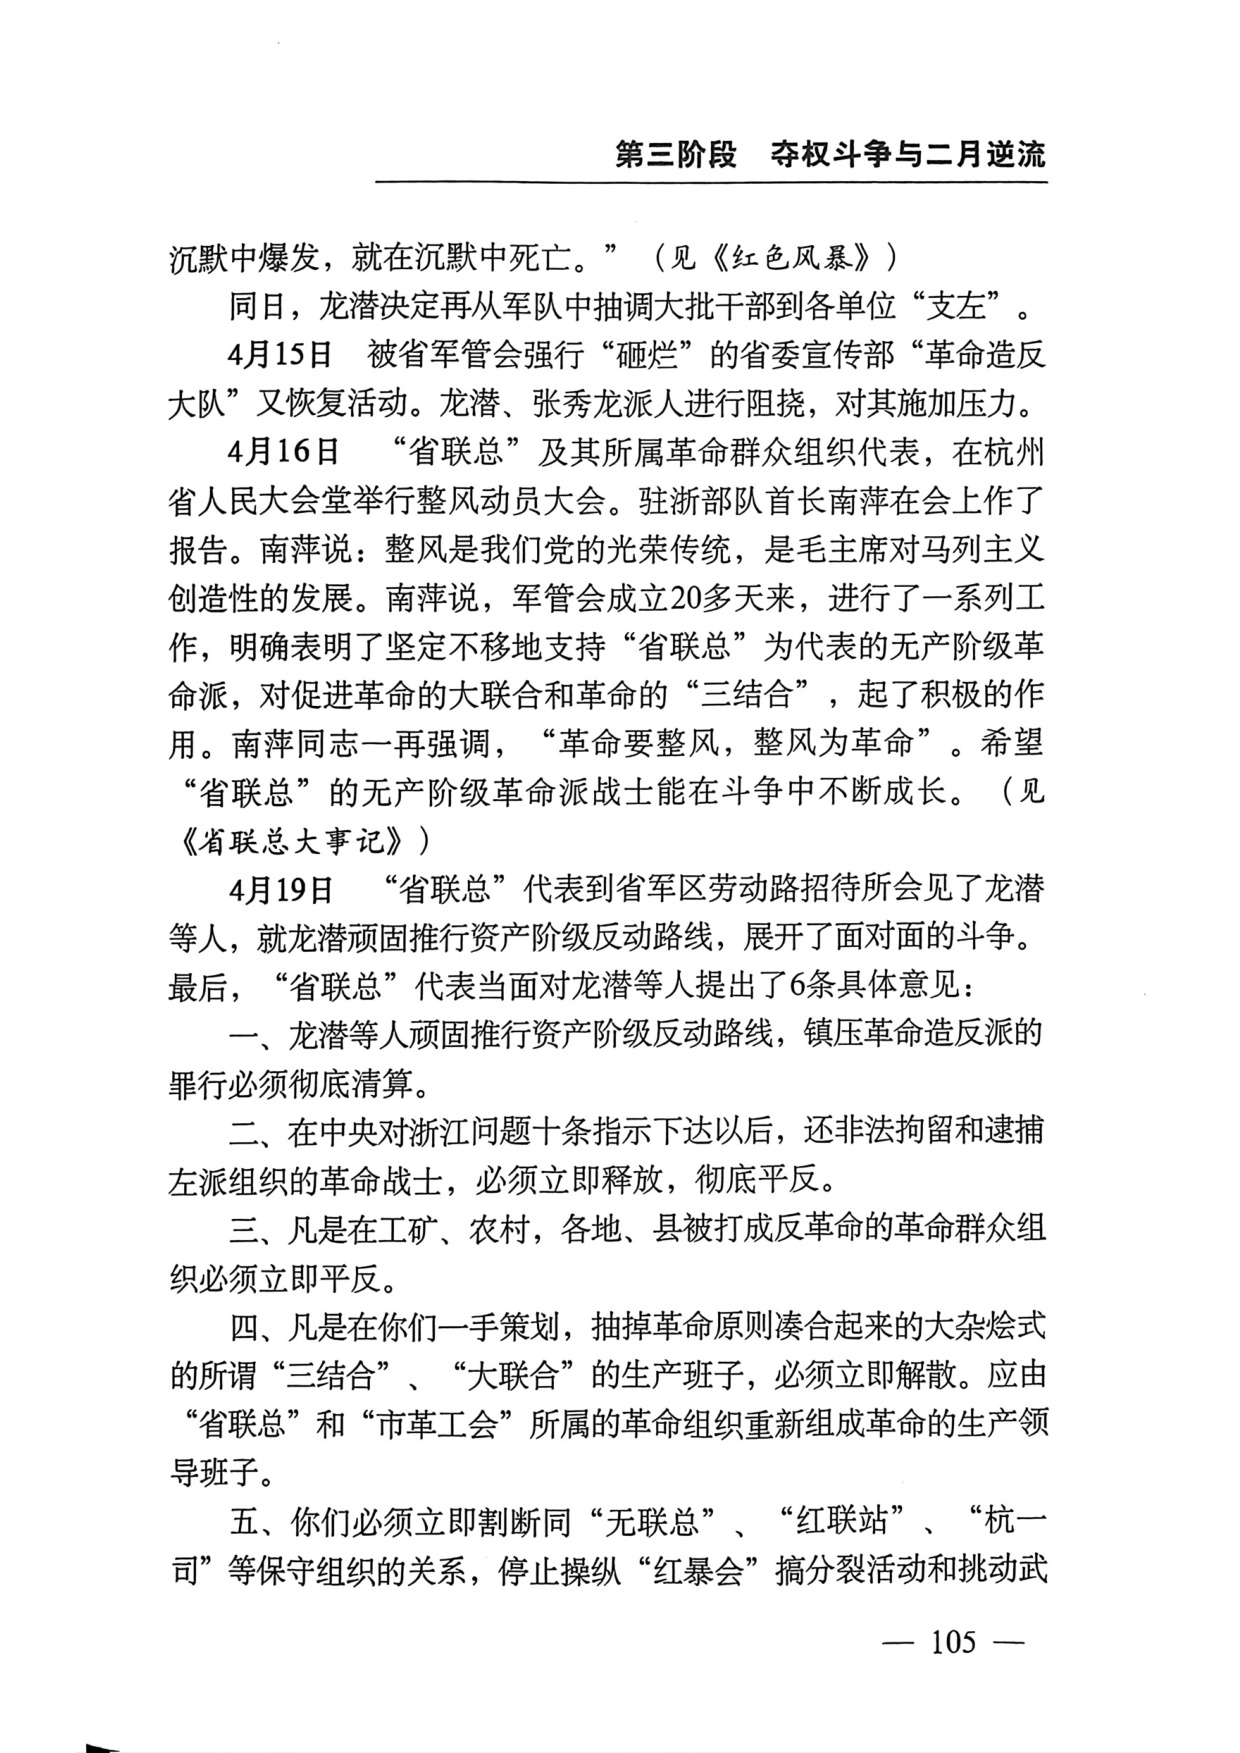 第三阶段　夺权斗争与二月逆流
沉默中爆发，就在沉默中死亡。”（见《红色风暴》）
同日，龙潜决定再从军队中抽调大批干部到各单位“支左”。
4月15日　被省军管会强行“砸烂”的省委宣传部“革命造反
大队”又恢复活动。龙潜、张秀龙派人进行阻挠，对其施加压力。
4月16日　“省联总”及其所属革命群众组织代表，在杭州
省人民大会堂举行整风动员大会。驻浙部队首长南萍在会上作了
报告。南萍说：整风是我们党的光荣传统，是毛主席对马列主义
创造性的发展。南萍说，军管会成立20多天来，进行了一系列工
作，明确表明了坚定不移地支持“省联总”为代表的无产阶级革
命派，对促进革命的大联合和革命的“三结合”，起了积极的作
用。南萍同志一再强调，“革命要整风，整风为革命”。希望
“省联总”的无产阶级革命派战士能在斗争中不断成长。（见
《省联总大事记》）
4月19日　“省联总”代表到省军区劳动路招待所会见了龙潜
等人，就龙潜顽固推行资产阶级反动路线，展开了面对面的斗争。
最后，“省联总”代表当面对龙潜等人提出了6条具体意见：
一、龙潜等人顽固推行资产阶级反动路线，镇压革命造反派的
罪行必须彻底清算。
二、在中央对浙江问题十条指示下达以后，还非法拘留和逮捕
左派组织的革命战士，必须立即释放，彻底平反。
三、凡是在工矿、农村，各地、县被打成反革命的革命群众组
织必须立即平反。
四、凡是在你们一手策划，抽掉革命原则凑合起来的大杂烩式
的所谓“三结合”、“大联合”的生产班子，必须立即解散。应由
“省联总”和“市革工会”所属的革命组织重新组成革命的生产领
导班子。
五、你们必须立即割断同“无联总”、“红联站”、“杭一
司”等保守组织的关系，停止操纵“红暴会”搞分裂活动和挑动武
— 105 —